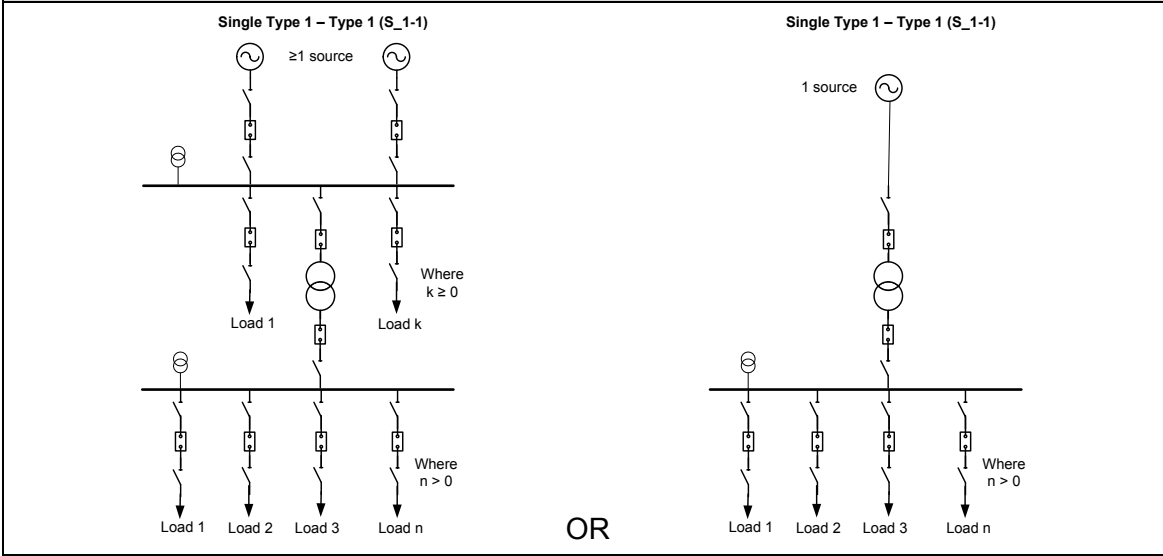 Single Type 1 – Type 1 (S_1-1)
≥1 source
Where
k ≥ 0
Load 1
Load k
Where
n > 0
Load 1
Load 2
Load 3
Load n
OR
Single Type 1 – Type 1 (S_1-1)
1 source
Where
n > 0
Load 1
Load 2
Load 3
Load n